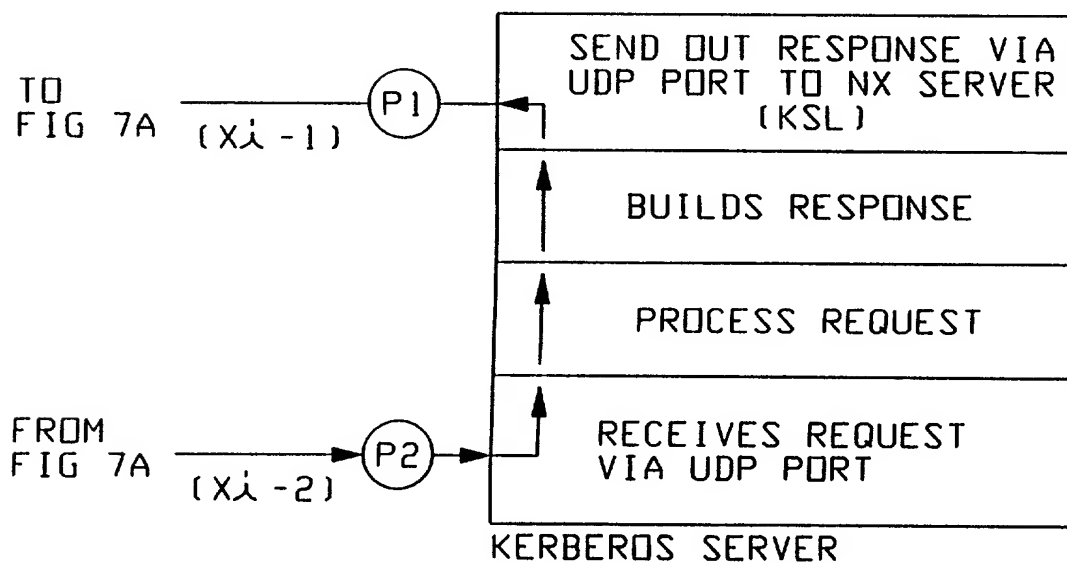 SEND OUT RESPONSE VIA
UDP PORT TO NX SERVER
(KSL)
TO
FIG 7A
(Xi-1)
P1
BUILDS RESPONSE
PROCESS REQUEST
FROM
FIG 7A
(Xi-2)
P2
RECEIVES REQUEST
VIA UDP PORT
KERBEROS SERVER